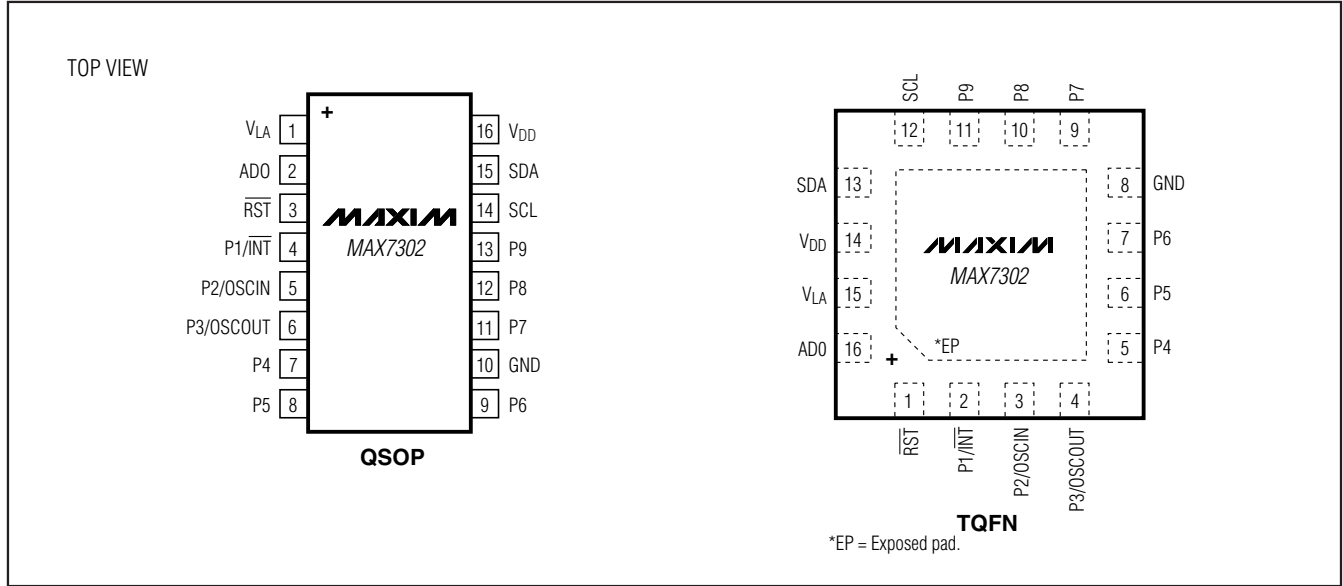 TOP VIEW
+
V_LA 1
AD0 2
R̅S̅T̅ 3
P1/I̅N̅T̅ 4
P2/OSCIN 5
P3/OSCOUT 6
P4 7
P5 8
MAXIM
MAX7302
16 V_DD
15 SDA
14 SCL
13 P9
12 P8
11 P7
10 GND
9 P6
QSOP
SCL P9 P8 P7
12 11 10 9
SDA 13
V_DD 14
V_LA 15
AD0 16
MAXIM
MAX7302
*EP
+
8 GND
7 P6
6 P5
5 P4
1 2 3 4
R̅S̅T̅ P1/I̅N̅T̅ P2/OSCIN P3/OSCOUT
TQFN
*EP = Exposed pad.